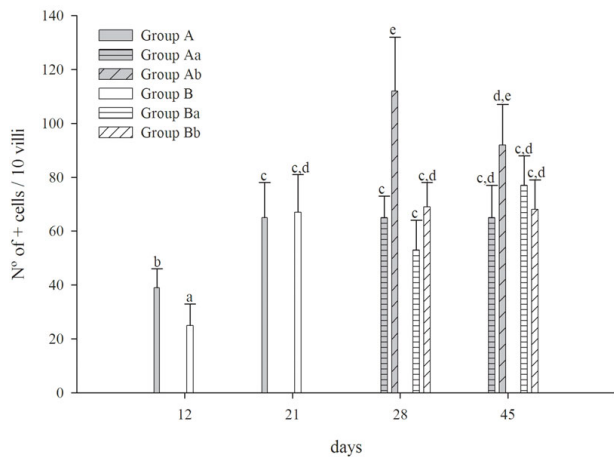 140
120
100
80
60
40
20
0
Nº of + cells / 10 villi
Group A
Group Aa
Group Ab
Group B
Group Ba
Group Bb
b
a
c
c,d
c
e
c
c,d
c,d
d,e
c,d
c,d
12
21
28
45
days